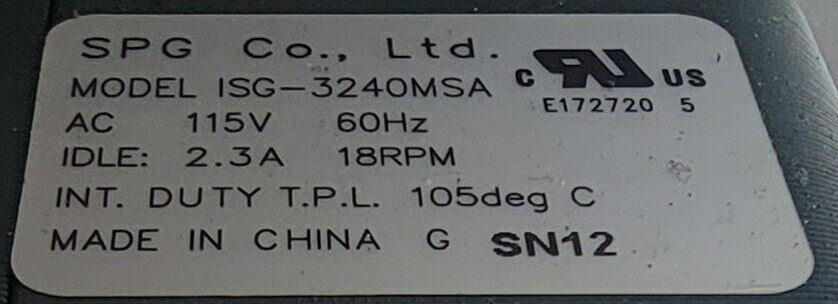 SPG Co., Ltd.
MODEL ISG-3240MSA
C RU US
E172720 5
AC 115V 60Hz
IDLE: 2.3A 18RPM
INT. DUTY T.P.L. 105deg C
MADE IN CHINA G SN12